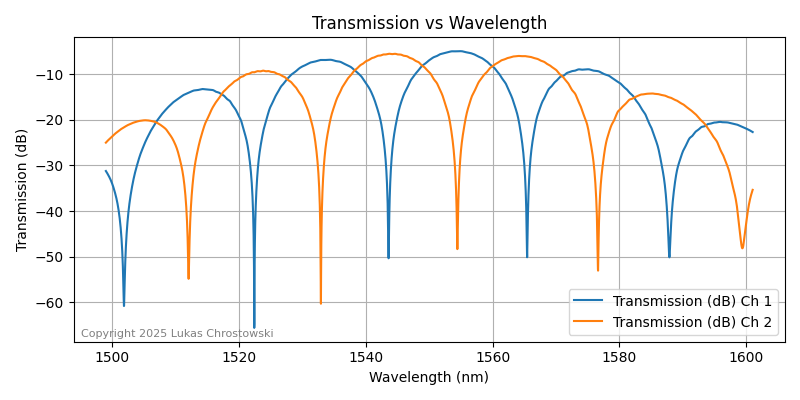 Transmission vs Wavelength
Transmission (dB)
−10
−20
−30
−40
−50
−60
Transmission (dB) Ch 1
Transmission (dB) Ch 2
Copyright 2025 Lukas Chrostowski
1500
1520
1540
1560
1580
1600
Wavelength (nm)